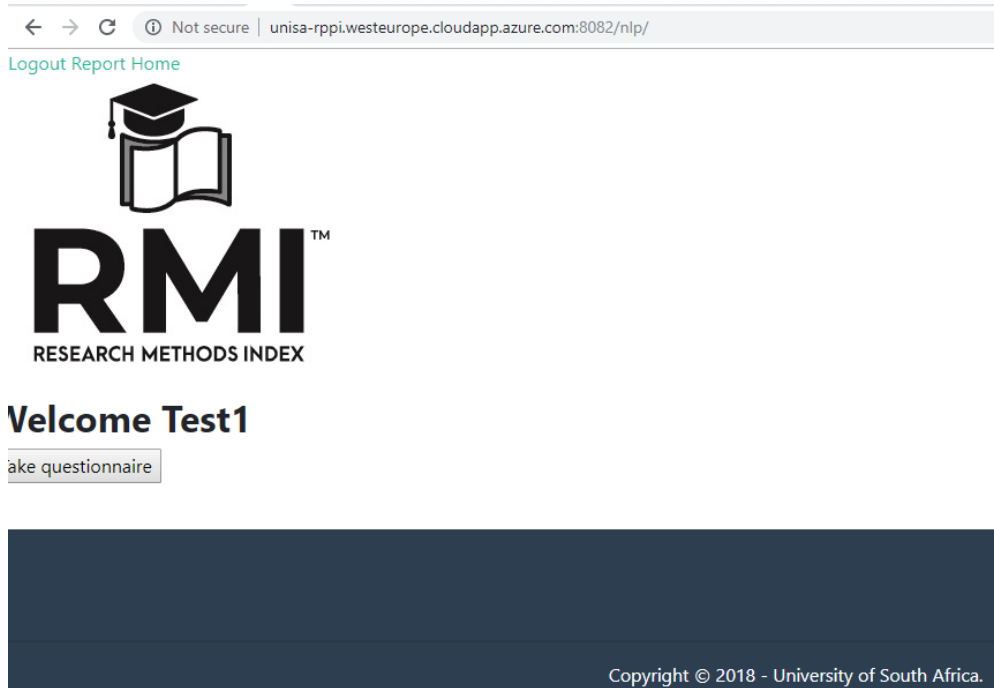 Not secure | unisa-rppi.westeurope.cloudapp.azure.com:8082/nlp/
Logout Report Home
RMI™
RESEARCH METHODS INDEX
Welcome Test1
Take questionnaire
Copyright © 2018 - University of South Africa.